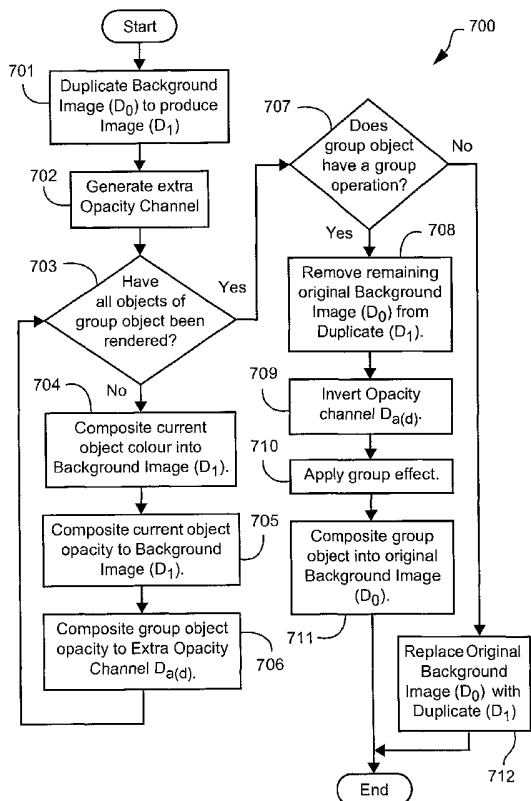 Start
700
701
Duplicate Background
Image (D0) to produce
Image (D1)
702
Generate extra
Opacity Channel
703
Have
all objects of
group object been
rendered?
Yes
No
704
Composite current
object colour into
Background Image (D1).
Composite current object
opacity to Background
Image (D1).
705
Composite group object
opacity to Extra Opacity
Channel Da(d).
706
707
Does
group object
have a group
operation?
No
Yes
708
Remove remaining
original Background
Image (D0) from
Duplicate (D1).
709
Invert Opacity
channel Da(d).
710
Apply group effect.
Composite group
object into original
Background Image
(D0).
711
Replace Original
Background
Image (D0) with
Duplicate (D1)
712
End